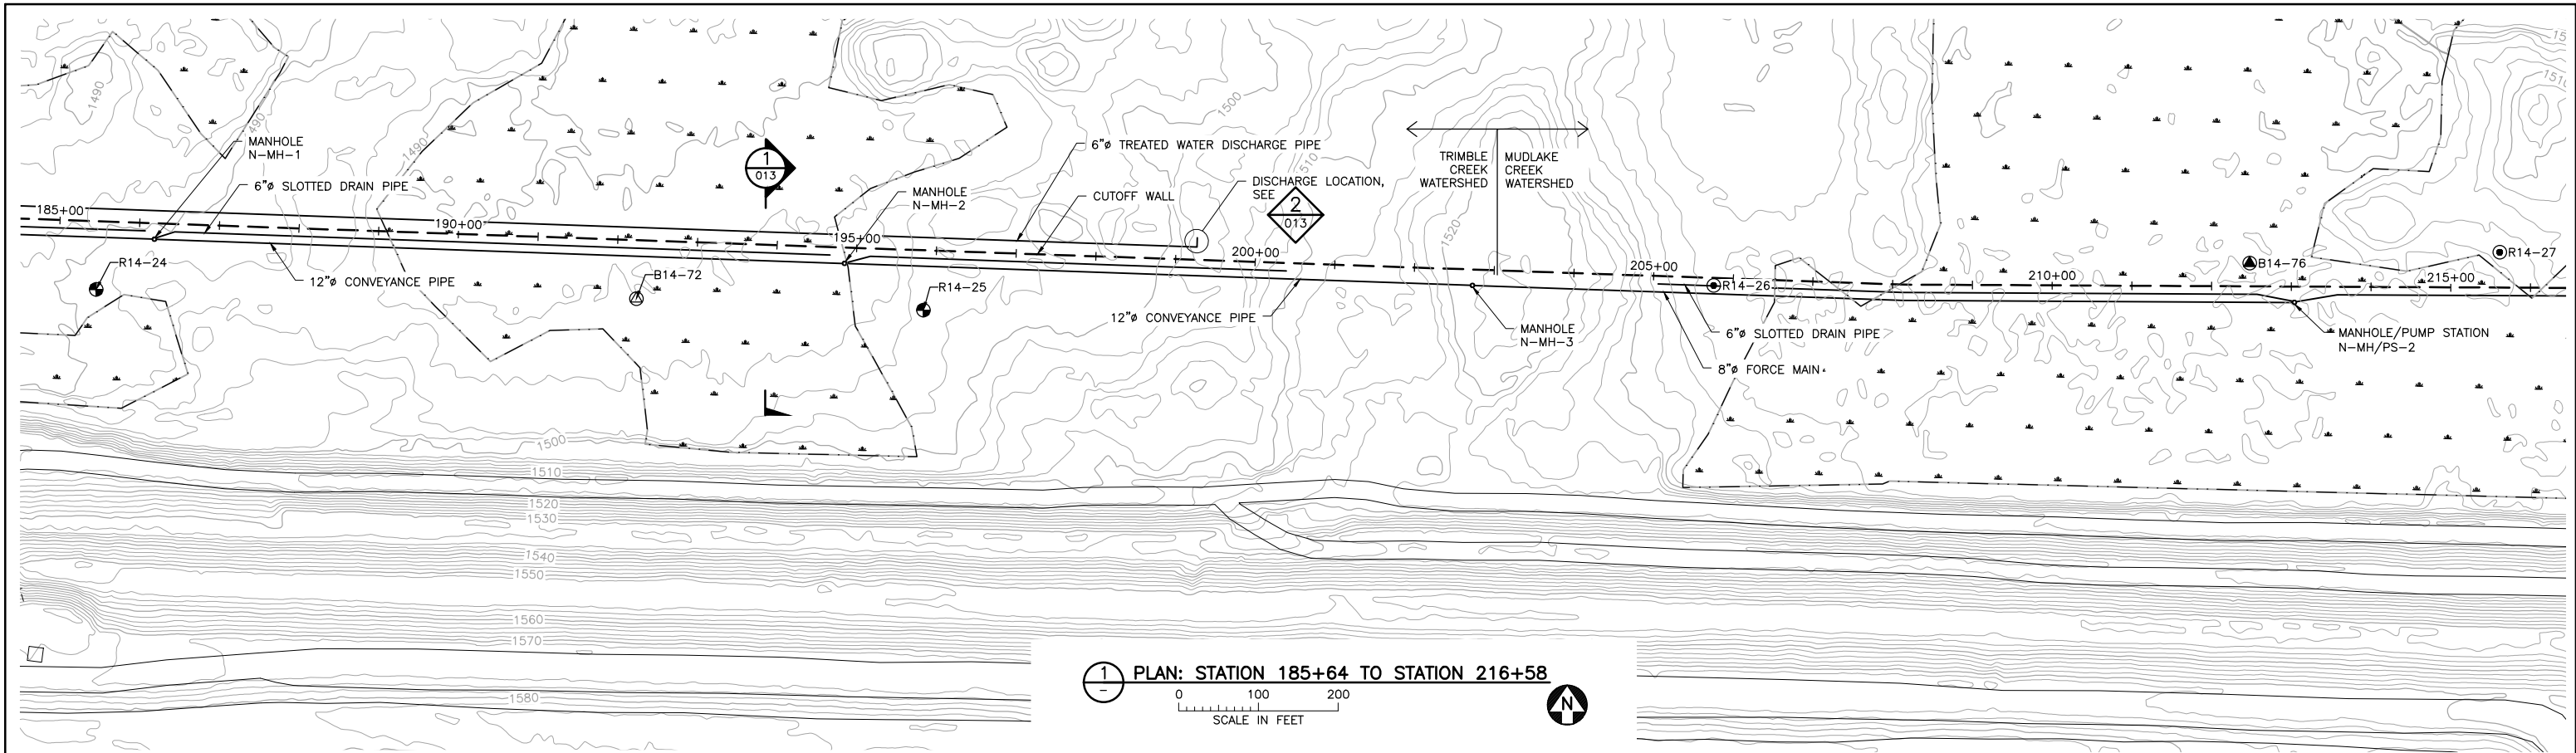 1490
1490
1490
MANHOLE
N-MH-1
6"ø SLOTTED DRAIN PIPE
185+00
190+00
195+00
200+00
205+00
210+00
215+00
1
013
MANHOLE
N-MH-2
6"ø TREATED WATER DISCHARGE PIPE
CUTOFF WALL
DISCHARGE LOCATION,
SEE
2
013
1500
1510
1520
TRIMBLE
CREEK
WATERSHED
MUDLAKE
CREEK
WATERSHED
R14-24
12"ø CONVEYANCE PIPE
B14-72
R14-25
12"ø CONVEYANCE PIPE
MANHOLE
N-MH-3
R14-26
6"ø SLOTTED DRAIN PIPE
8"ø FORCE MAIN
B14-76
R14-27
MANHOLE/PUMP STATION
N-MH/PS-2
1500
1510
1520
1530
1540
1550
1560
1570
1580
1
-
PLAN: STATION 185+64 TO STATION 216+58
0 100 200
SCALE IN FEET
N